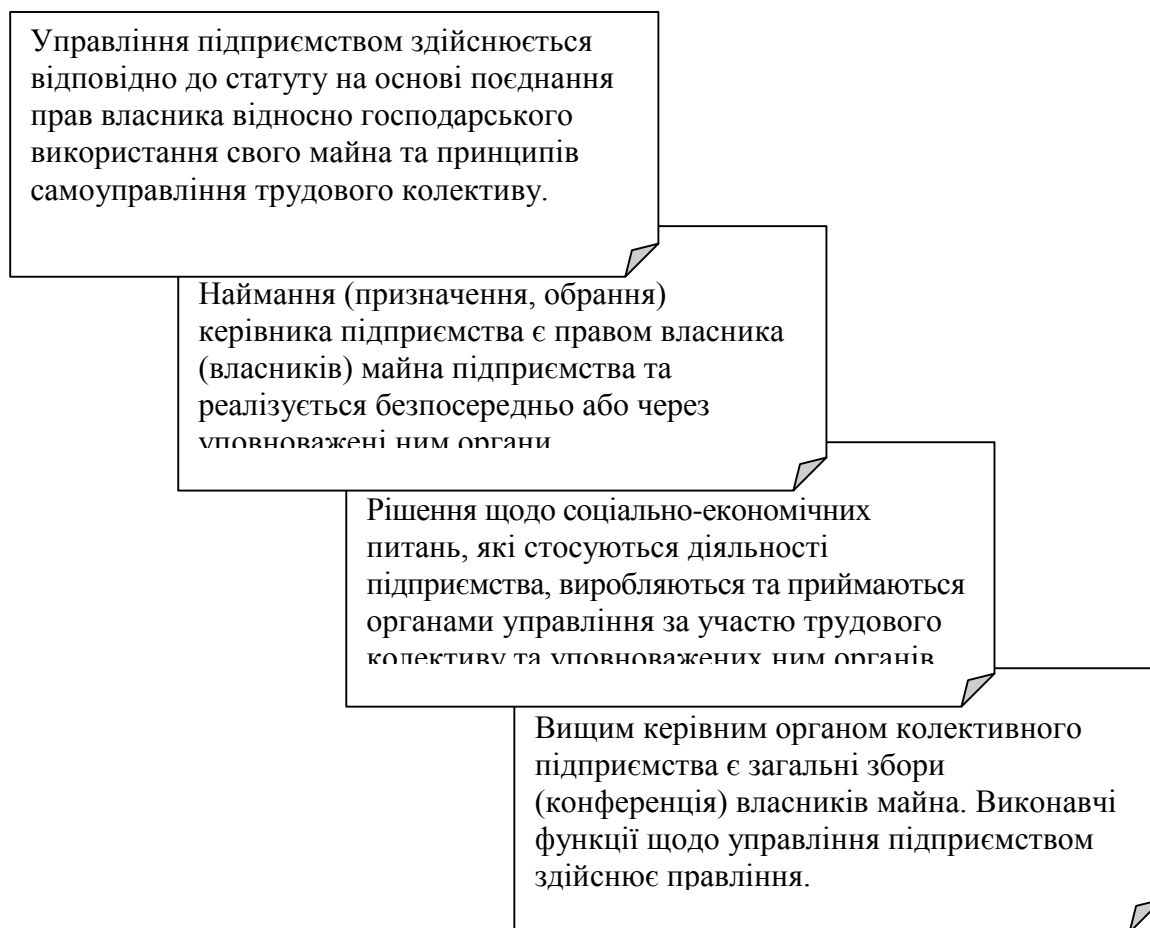 Управління підприємством здійснюється
відповідно до статуту на основі поєднання
прав власника відносно господарського
використання свого майна та принципів
самоуправління трудового колективу.
Наймання (призначення, обрання)
керівника підприємства є правом власника
(власників) майна підприємства та
реалізується безпосередньо або через
уповноважені ним органи
Рішення щодо соціально-економічних
питань, які стосуються діяльності
підприємства, виробляються та приймаються
органами управління за участю трудового
колективу та уповноважених ним органів
Вищим керівним органом колективного
підприємства є загальні збори
(конференція) власників майна. Виконавчі
функції щодо управління підприємством
здійснює правління.